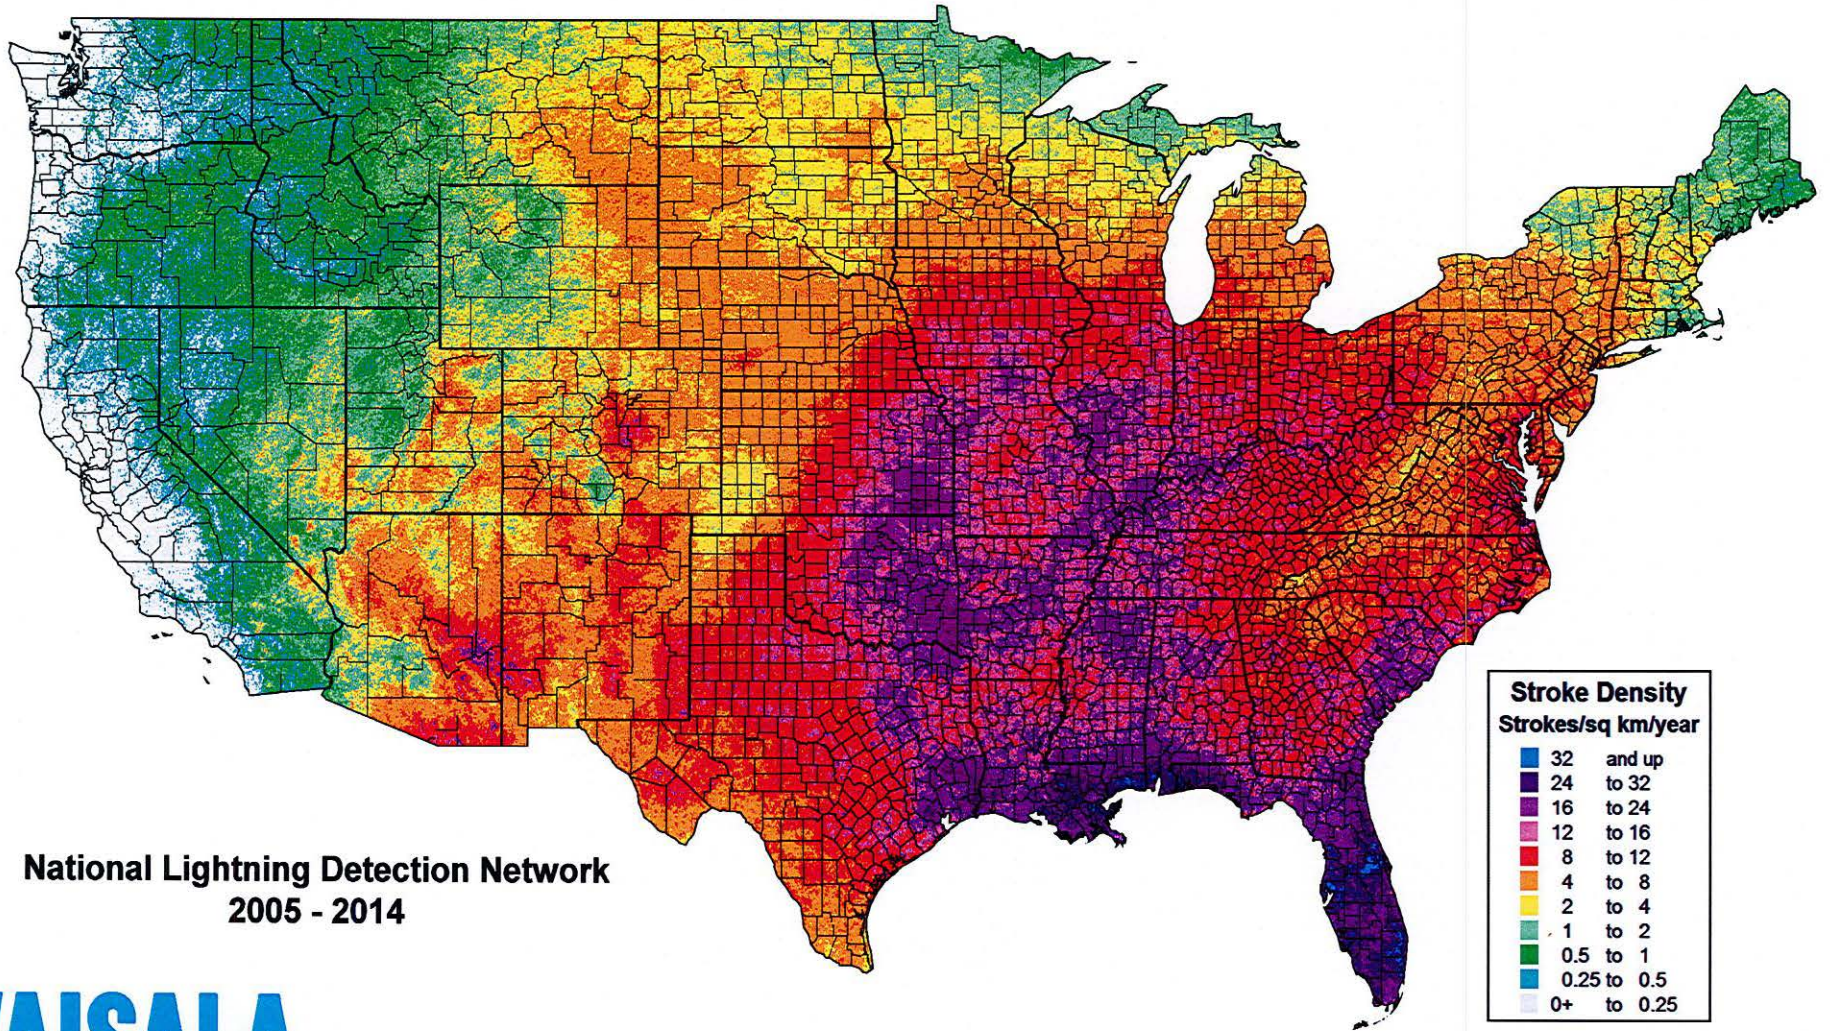 Stroke Density
Strokes/sq km/year
32 and up
24 to 32
16 to 24
12 to 16
8 to 12
4 to 8
2 to 4
1 to 2
0.5 to 1
0.25 to 0.5
0+ to 0.25
National Lightning Detection Network
2005 - 2014
VAISALA